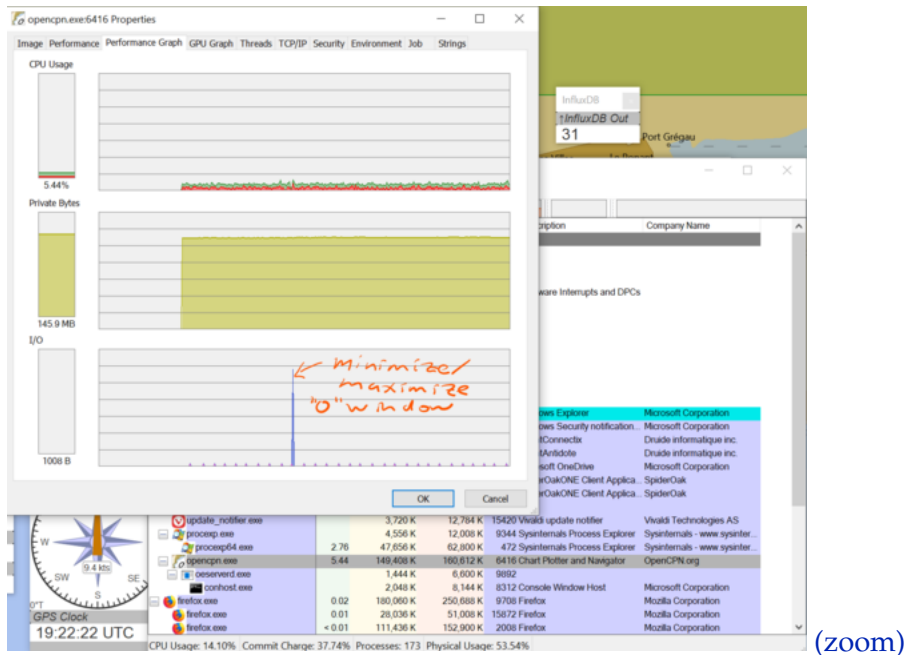 opencpn.exe:6416 Properties
Image Performance Performance Graph GPU Graph Threads TCP/IP Security Environment Job Strings
CPU Usage
5.44%
Private Bytes
145.9 MB
I/O
1008 B
minimize/
maximize
"O" window
OK Cancel
InfluxDB
↑InfluxDB Out
31
Port Grégau
Company Name
ware Interrupts and DPCs
ows Explorer Microsoft Corporation
ows Security notification... Microsoft Corporation
tConnectix Druide informatique inc.
tAntidote Druide informatique inc.
soft OneDrive Microsoft Corporation
rOakONE Client Applica... SpiderOak
rOakONE Client Applica... SpiderOak
update_notifier.exe 3,720 K 12,784 K 15420 Vivaldi update notifier Vivaldi Technologies AS
procexp.exe 4,556 K 12,008 K 9344 Sysinternals Process Explorer Sysinternals - www.sysinter...
procexp64.exe 2.76 47,656 K 62,800 K 472 Sysinternals Process Explorer Sysinternals - www.sysinter...
opencpn.exe 5.44 149,408 K 160,612 K 6416 Chart Plotter and Navigator OpenCPN.org
oeserverd.exe 1,444 K 6,600 K 9892
conhost.exe 2,048 K 8,144 K 8312 Console Window Host Microsoft Corporation
firefox.exe 0.02 180,060 K 250,688 K 9708 Firefox Mozilla Corporation
firefox.exe 0.01 28,036 K 51,008 K 15872 Firefox Mozilla Corporation
firefox.exe < 0.01 111,436 K 152,900 K 2008 Firefox Mozilla Corporation
CPU Usage: 14.10% Commit Charge: 37.74% Processes: 173 Physical Usage: 53.54%
W
9.4 kts
SW SE
S
0°T
GPS Clock
19:22:22 UTC
(zoom)